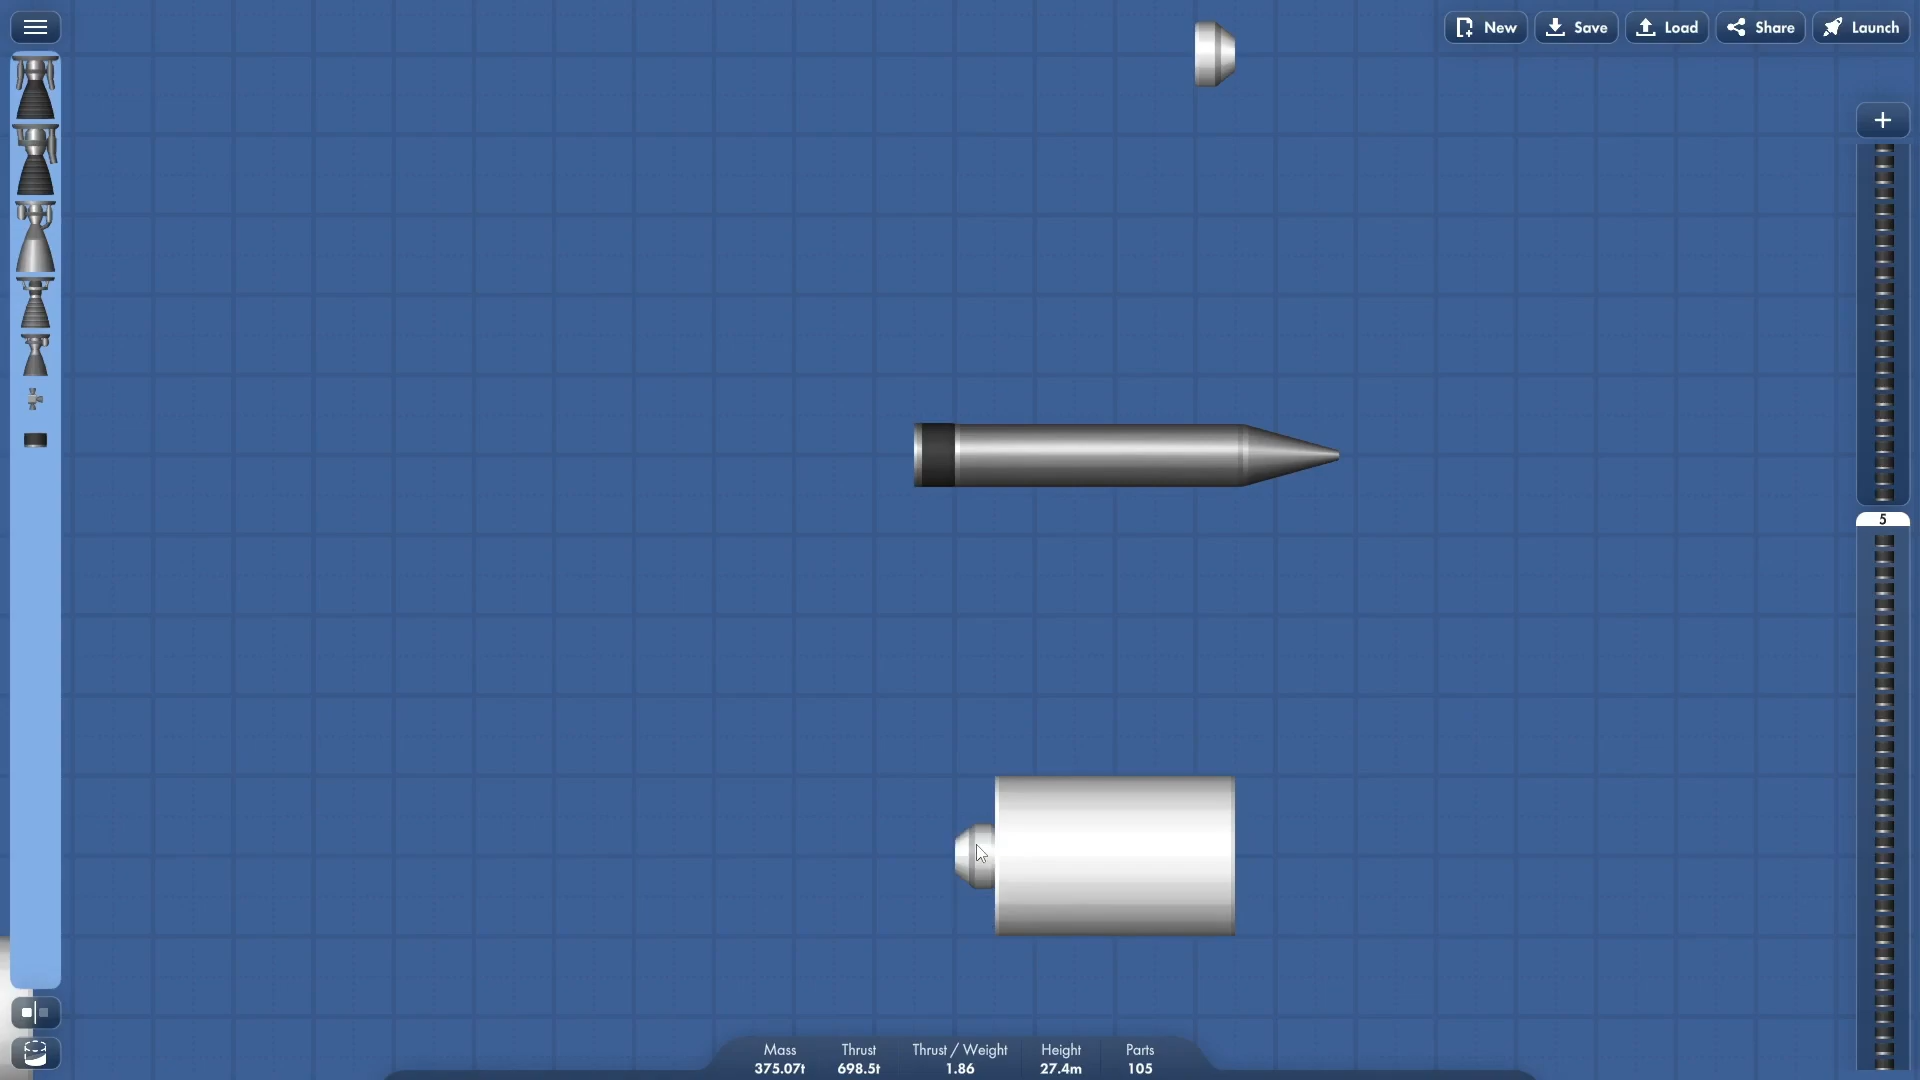 New
Save
Load
Share
Launch
5
Mass Thrust Thrust / Weight Height Parts
375.07t 698.5t 1.86 27.4m 105